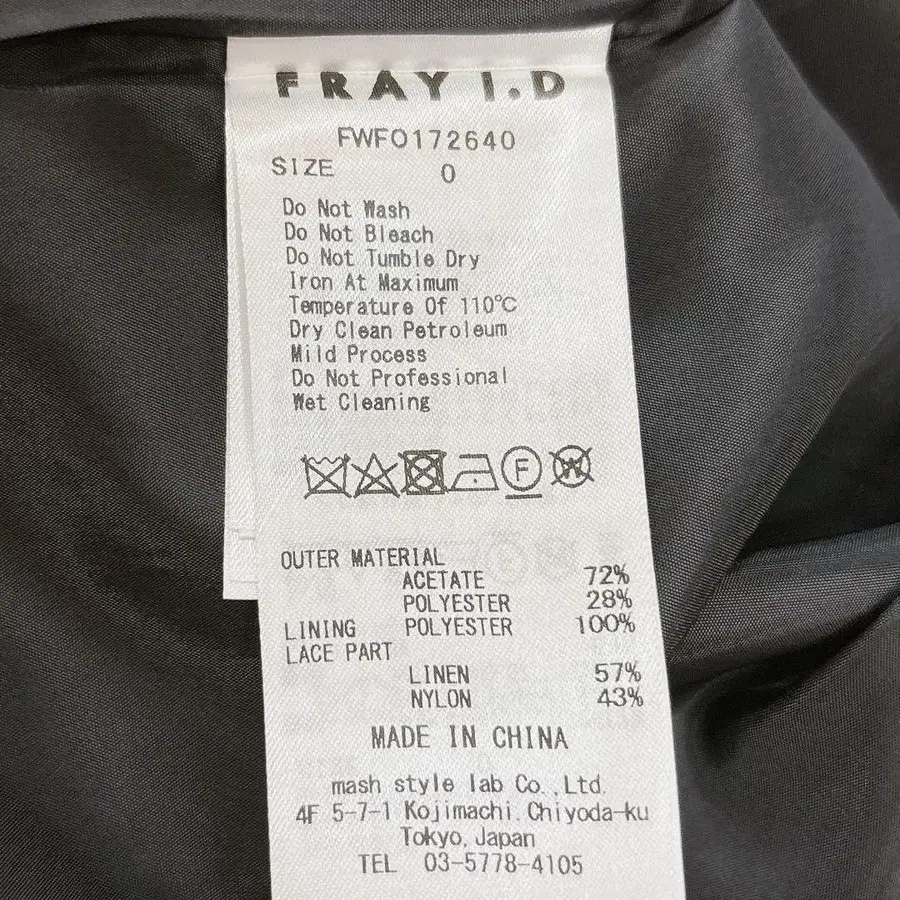 FRAY I.D
FWFO172640
SIZE 0
Do Not Wash
Do Not Bleach
Do Not Tumble Dry
Iron At Maximum
Temperature Of 110℃
Dry Clean Petroleum
Mild Process
Do Not Professional
Wet Cleaning
F W
OUTER MATERIAL
ACETATE 72%
POLYESTER 28%
LINING POLYESTER 100%
LACE PART
LINEN 57%
NYLON 43%
MADE IN CHINA
mash style lab Co.,Ltd.
4F 5-7-1 Kojimachi.Chiyoda-ku
Tokyo,Japan
TEL 03-5778-4105